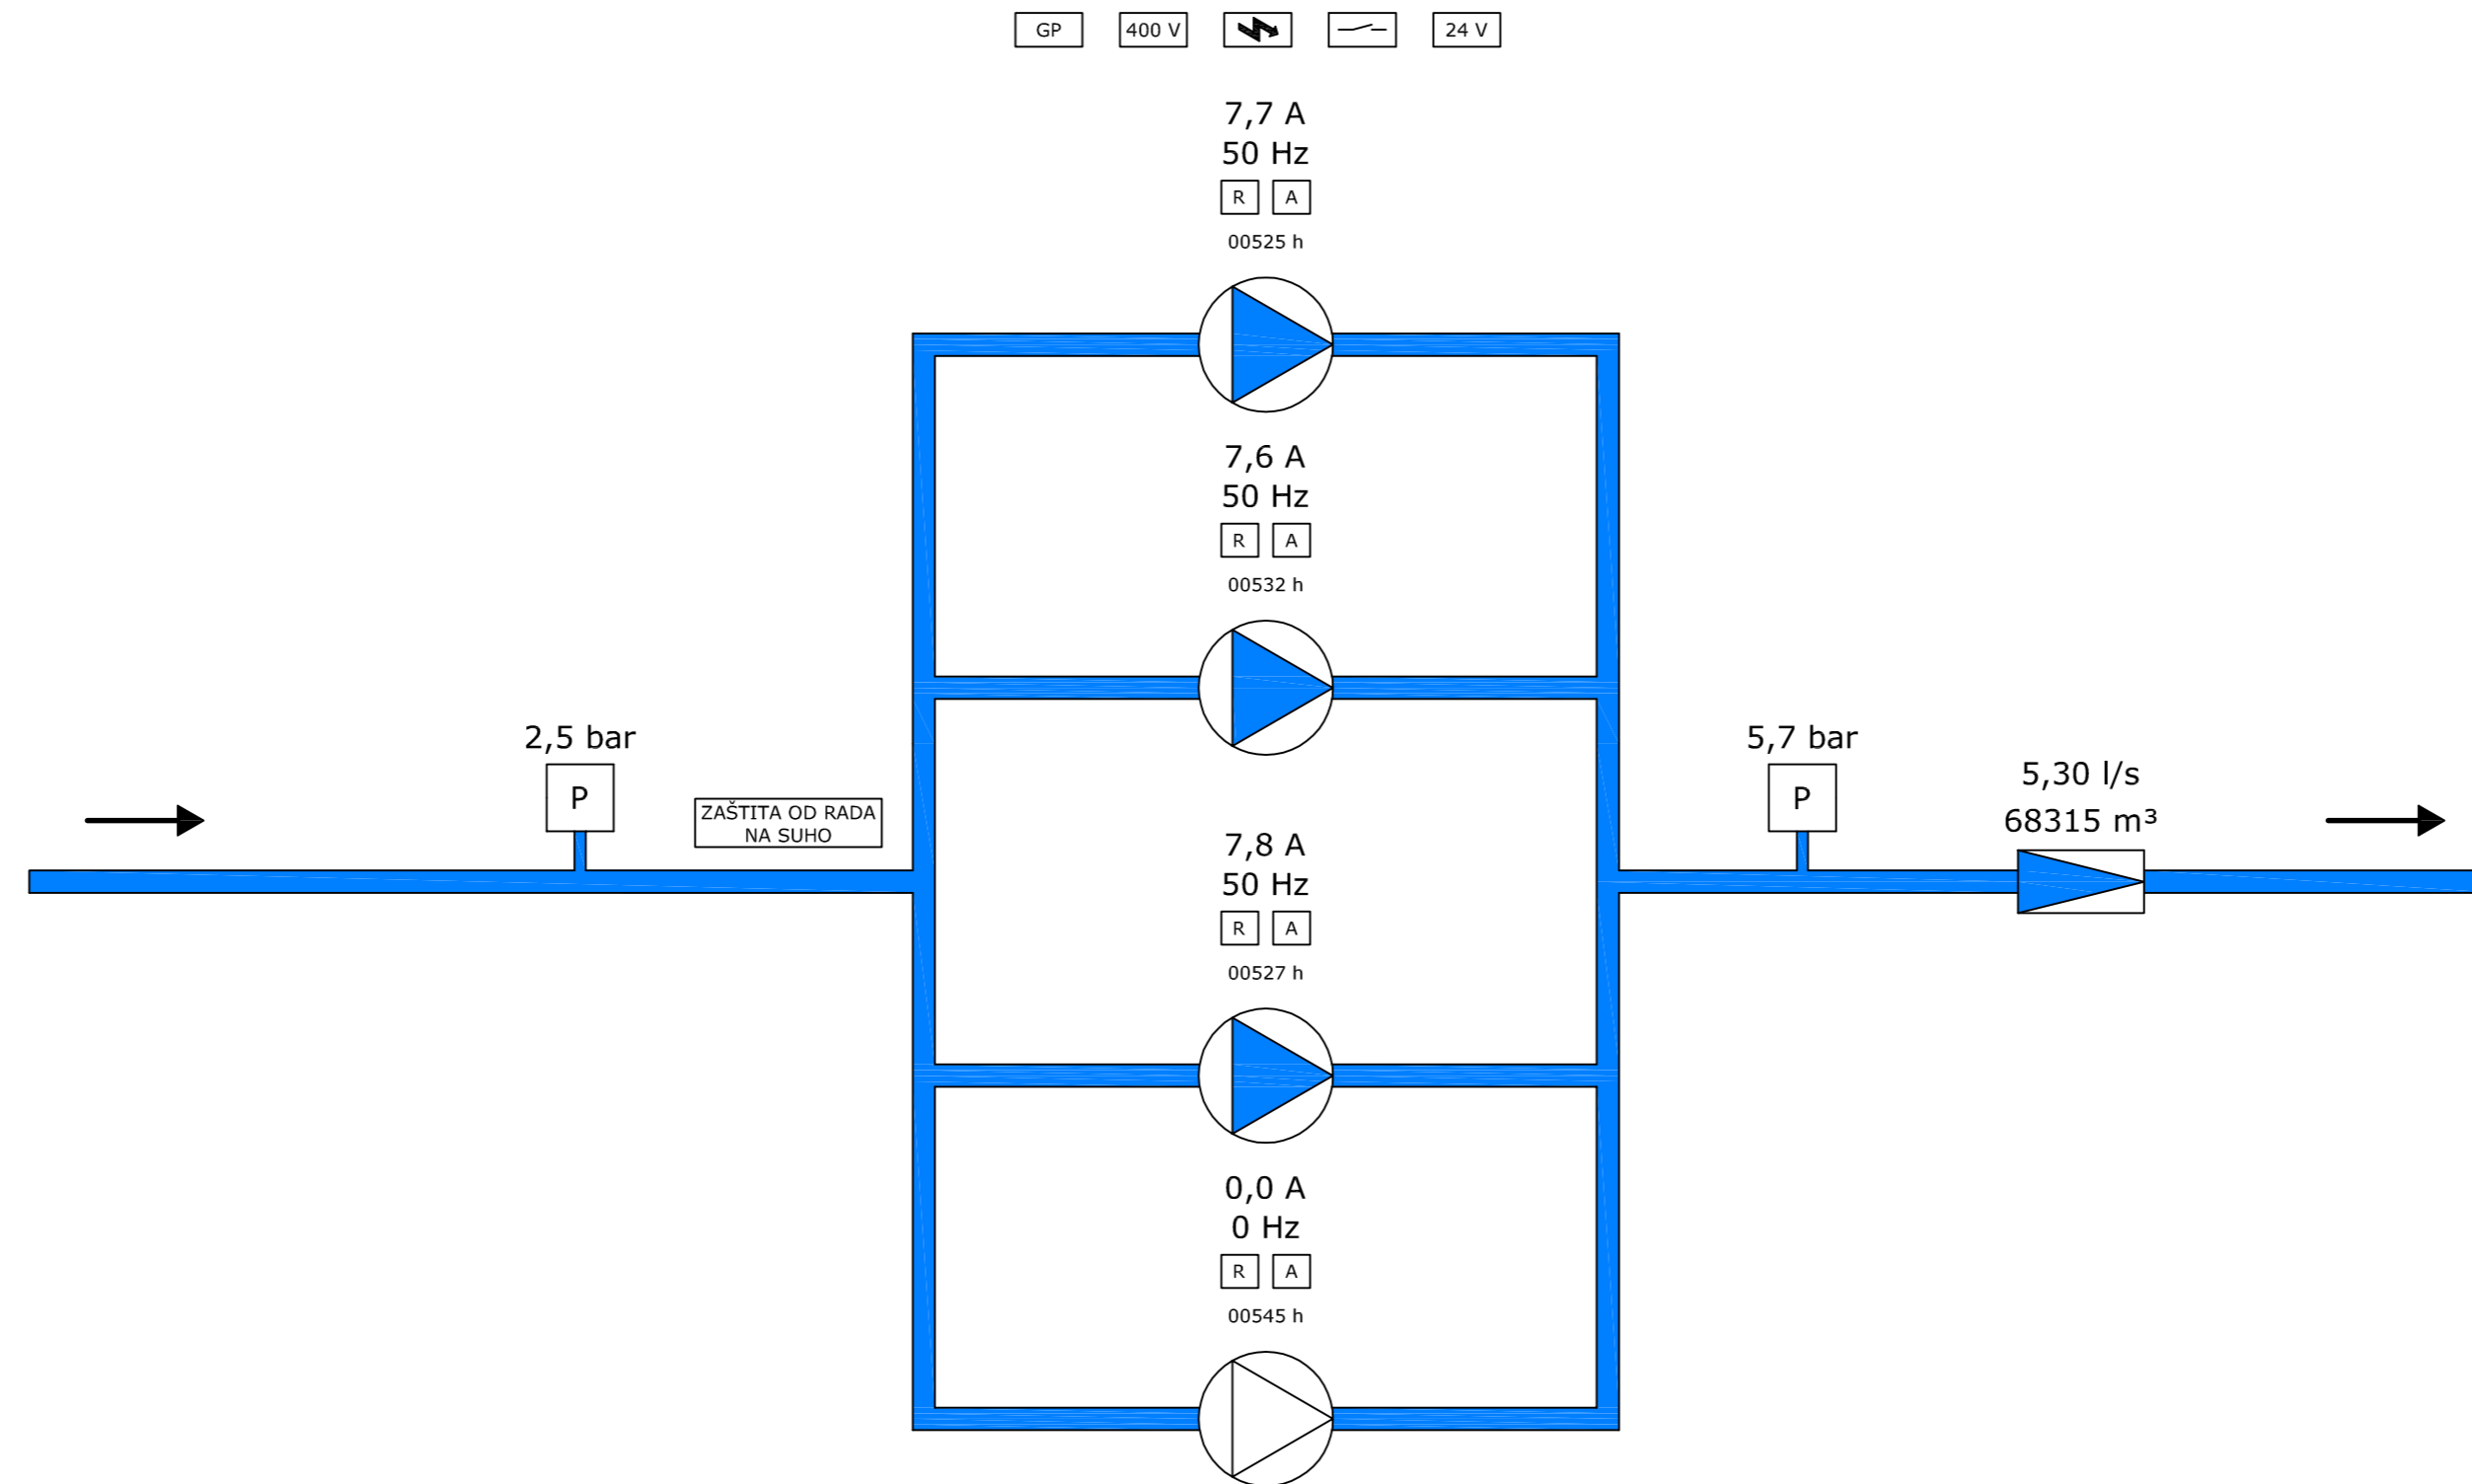 GP
400 V
24 V
7,7 A
50 Hz
R A
00525 h
7,6 A
50 Hz
R A
00532 h
2,5 bar
P
ZAŠTITA OD RADA
NA SUHO
5,7 bar
P
5,30 l/s
68315 m³
7,8 A
50 Hz
R A
00527 h
0,0 A
0 Hz
R A
00545 h